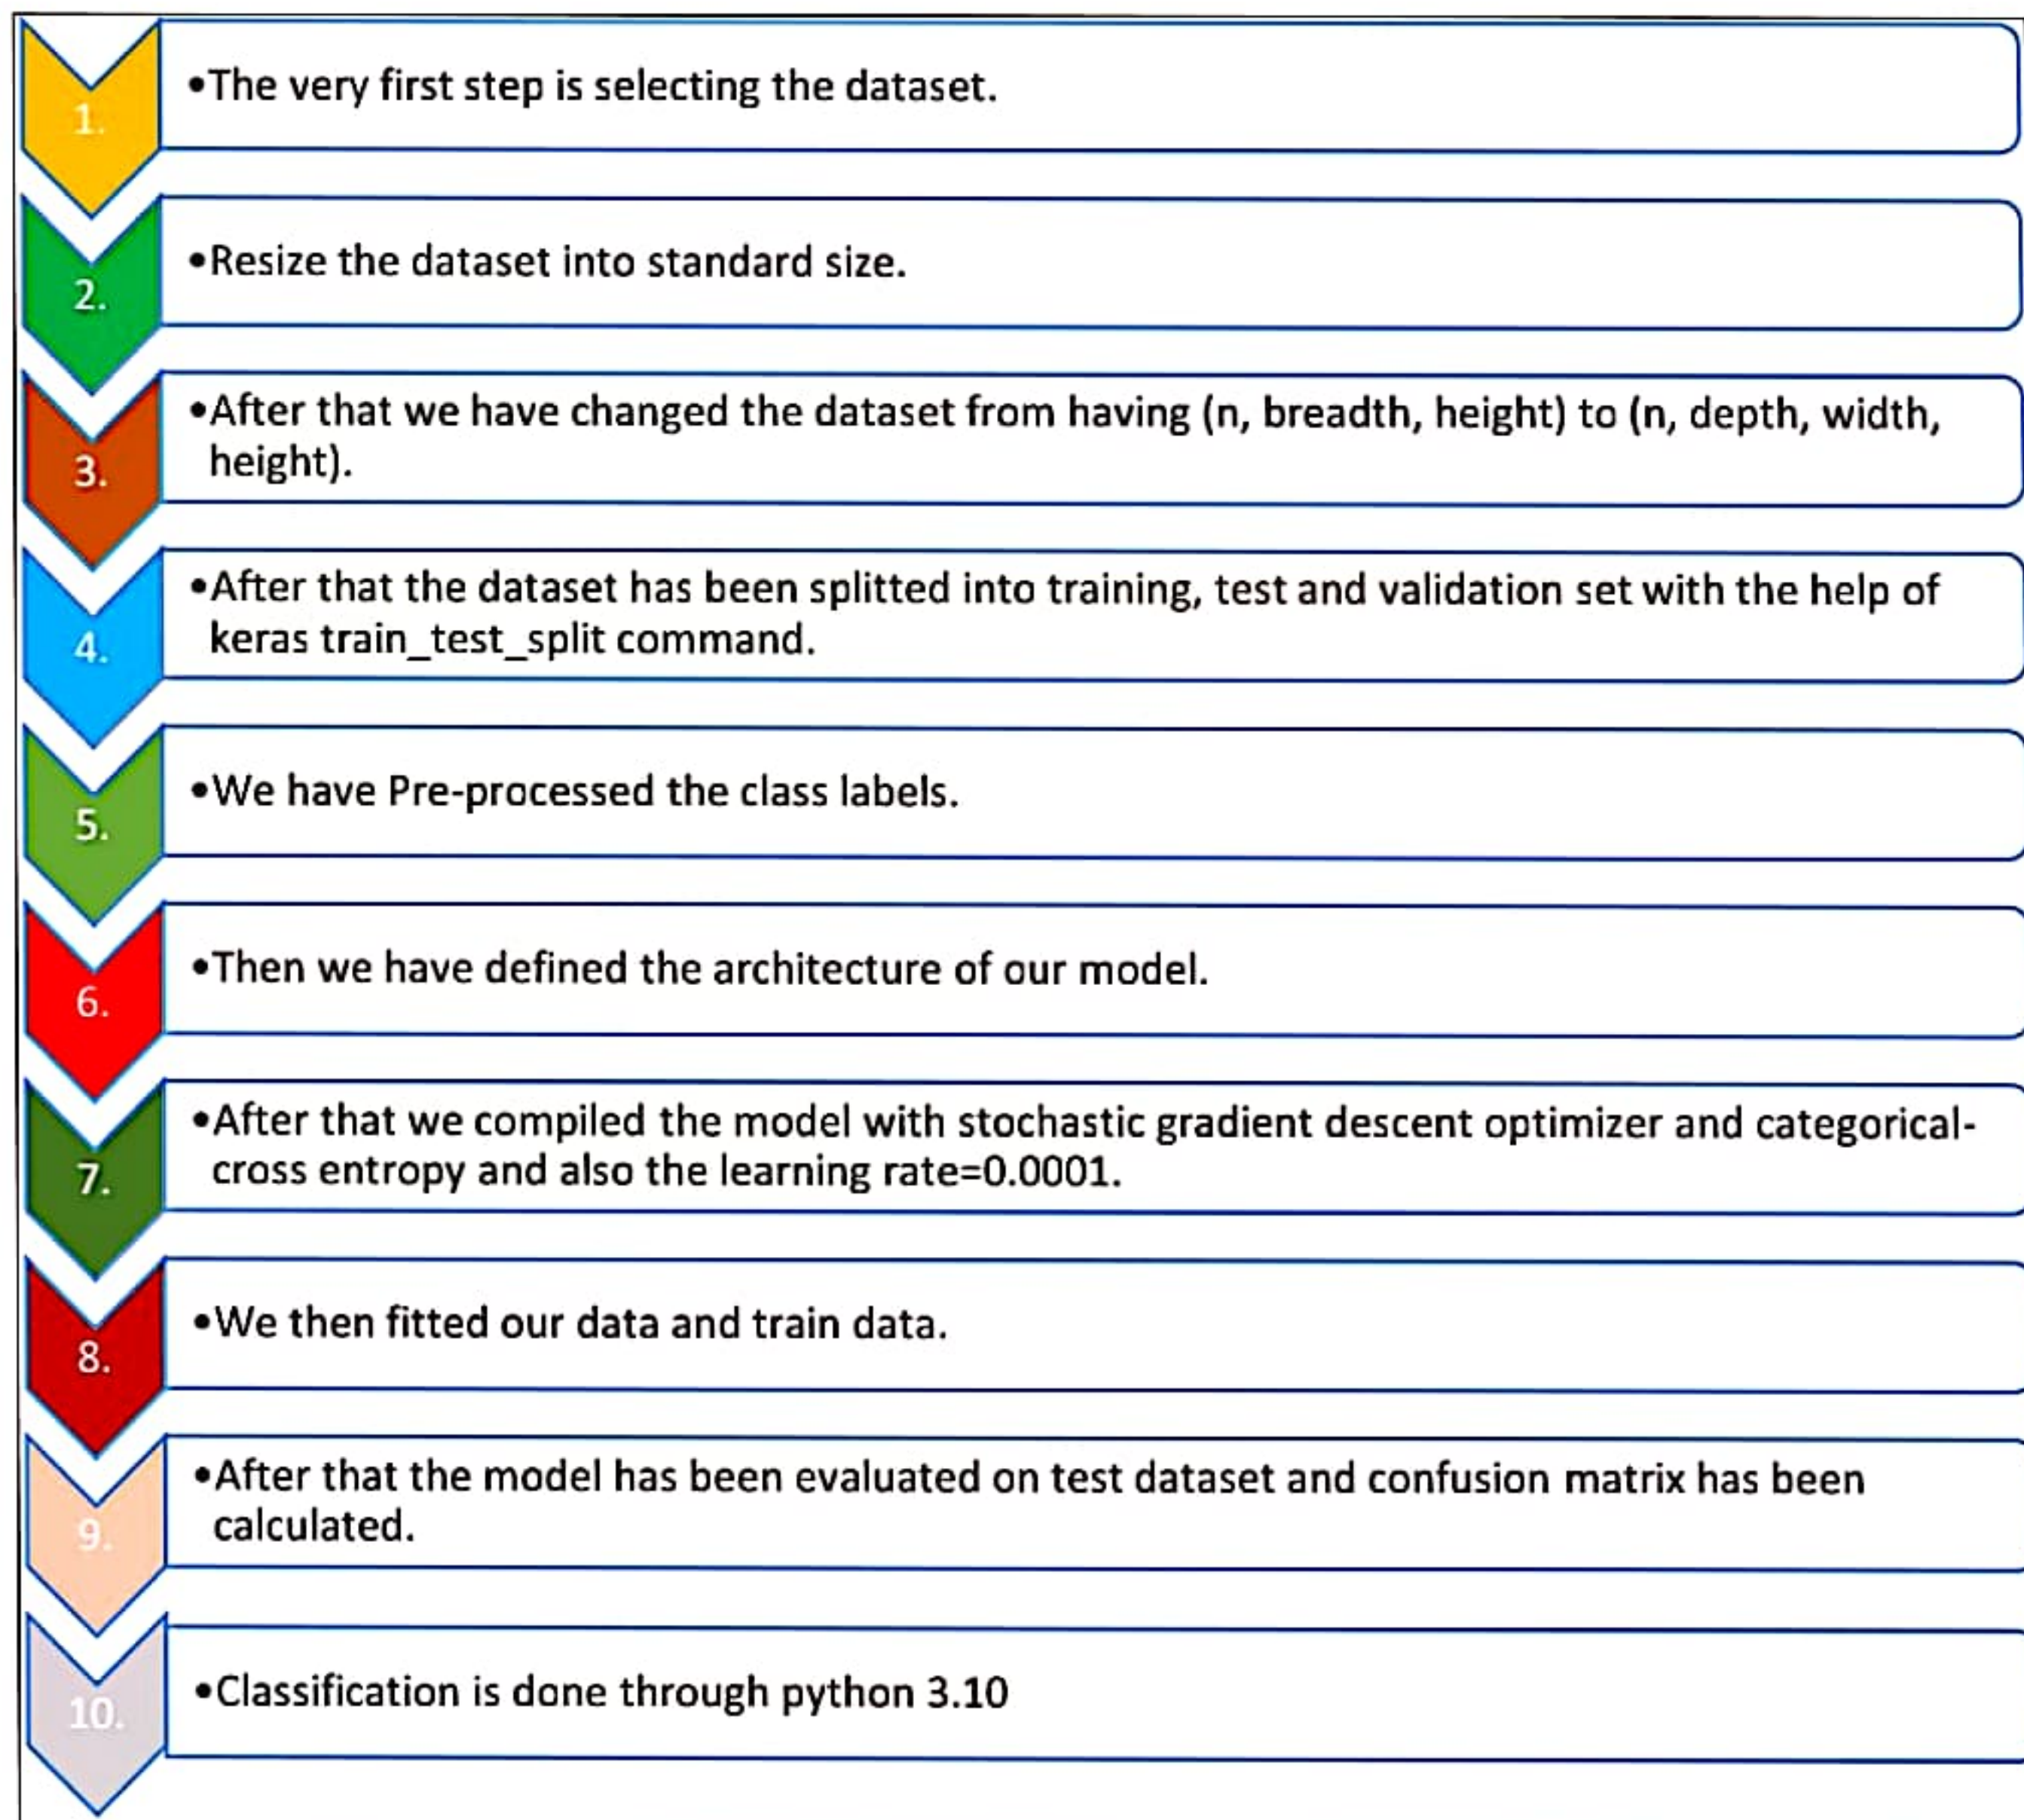 1.
•The very first step is selecting the dataset.
2.
•Resize the dataset into standard size.
3.
•After that we have changed the dataset from having (n, breadth, height) to (n, depth, width,
height).
4.
•After that the dataset has been splitted into training, test and validation set with the help of
keras train_test_split command.
5.
•We have Pre-processed the class labels.
6.
•Then we have defined the architecture of our model.
7.
•After that we compiled the model with stochastic gradient descent optimizer and categorical-
cross entropy and also the learning rate=0.0001.
8.
•We then fitted our data and train data.
9.
•After that the model has been evaluated on test dataset and confusion matrix has been
calculated.
10.
•Classification is done through python 3.10